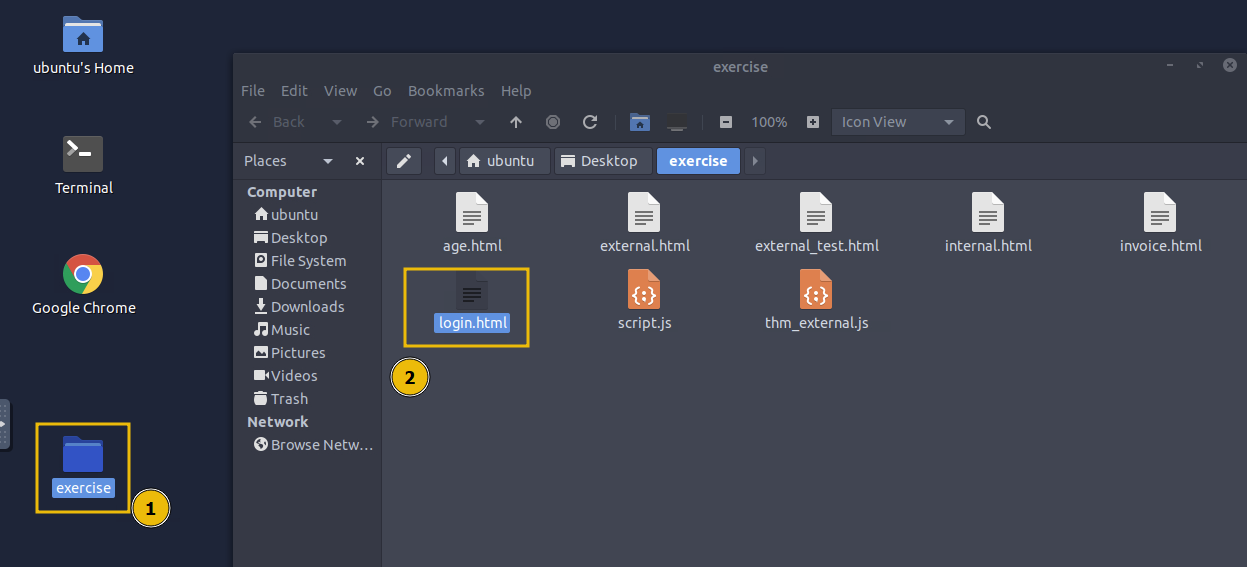 ubuntu's Home
Terminal
Google Chrome
exercise
1
exercise
File Edit View Go Bookmarks Help
Back Forward 100% Icon View
Places ubuntu Desktop exercise
Computer
ubuntu
Desktop
File System
Documents
Downloads
Music
Pictures
Videos
Trash
Network
Browse Netw...
age.html external.html external_test.html internal.html invoice.html
login.html script.js thm_external.js
2